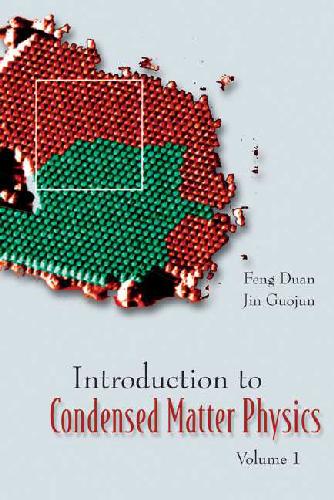 Feng Duan
Jin Guojun
Introduction to
Condensed Matter Physics
Volume 1